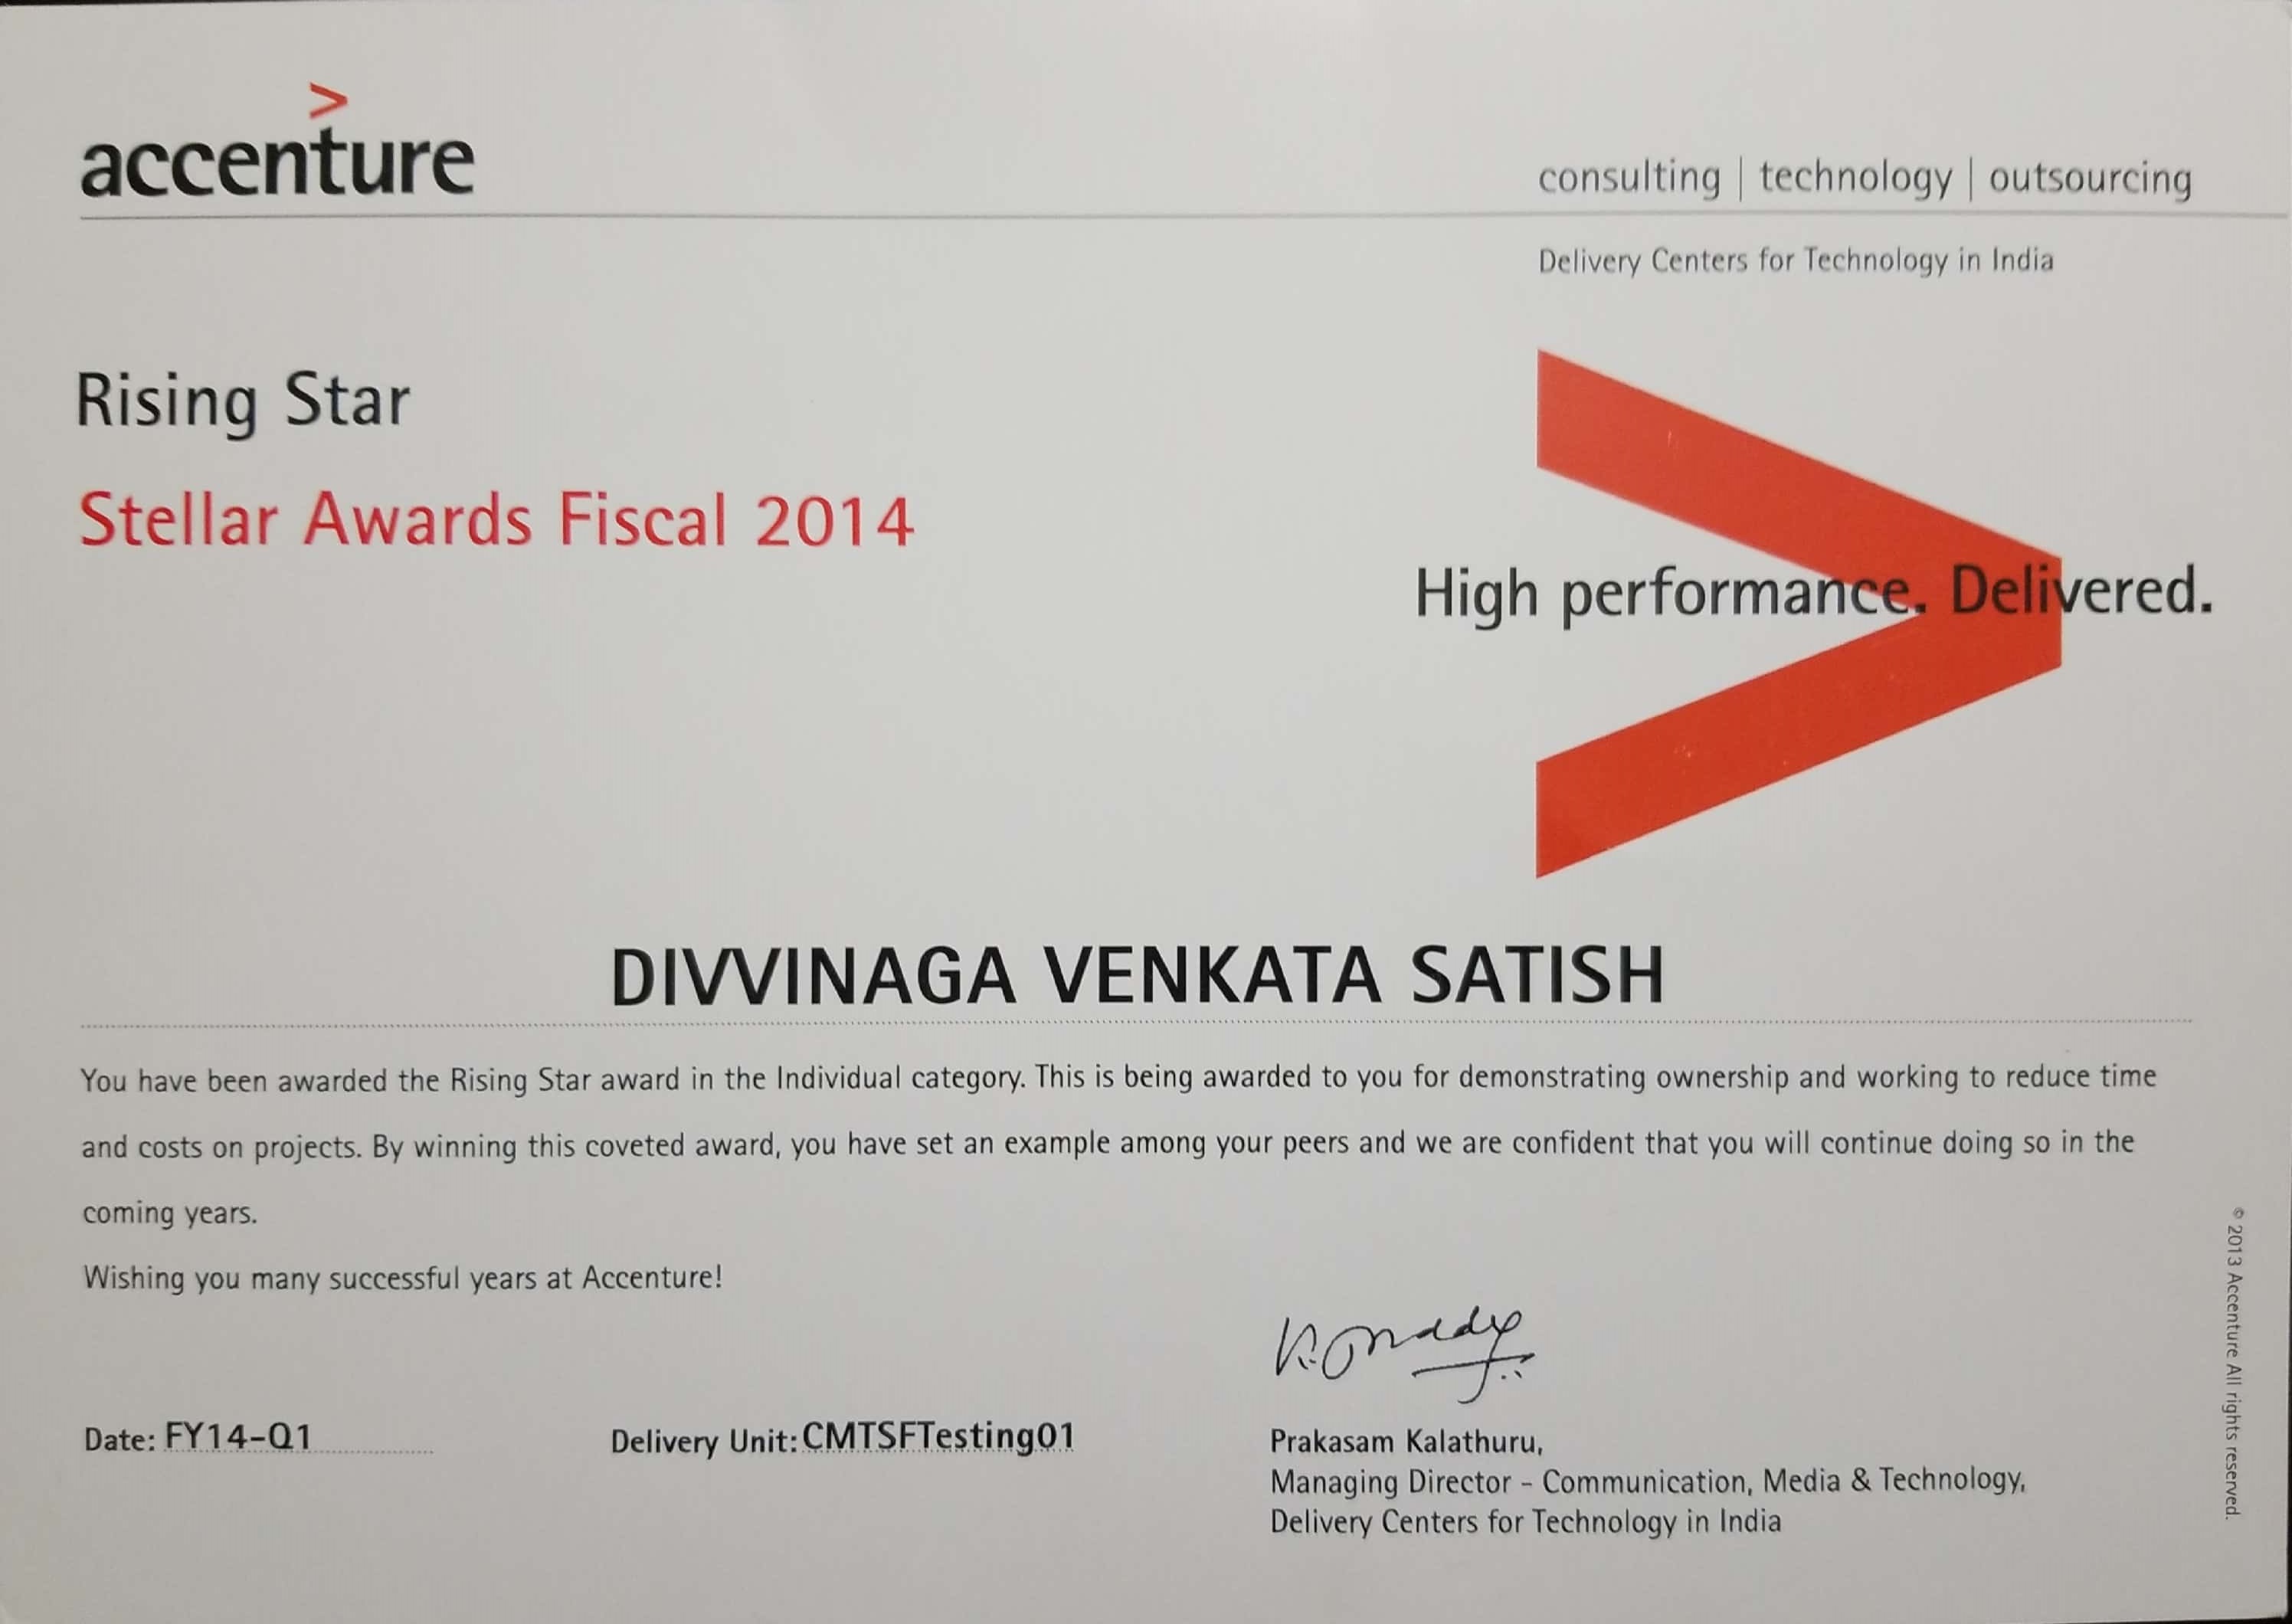 accenture
consulting | technology | outsourcing
Delivery Centers for Technology in India
Rising Star
Stellar Awards Fiscal 2014
High performance. Delivered.
DIVVINAGA VENKATA SATISH
You have been awarded the Rising Star award in the Individual category. This is being awarded to you for demonstrating ownership and working to reduce time
and costs on projects. By winning this coveted award, you have set an example among your peers and we are confident that you will continue doing so in the
coming years.
Wishing you many successful years at Accenture!
Date: FY14-Q1
Delivery Unit: CMTSFTesting01
Prakasam Kalathuru,
Managing Director - Communication, Media & Technology,
Delivery Centers for Technology in India
© 2013 Accenture All rights reserved.